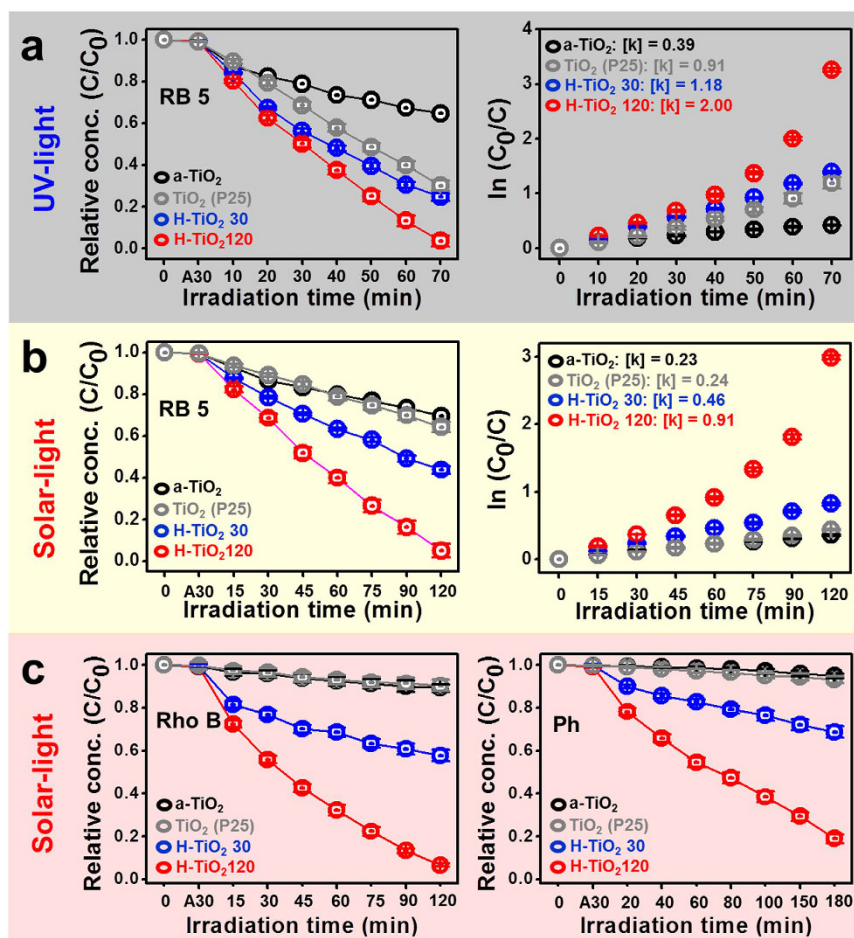 a
UV-light
Relative conc. (C/C₀)
1.0
0.8
0.6
0.4
0.2
0.0
RB 5
a-TiO₂
TiO₂ (P25)
H-TiO₂ 30
H-TiO₂120
0 A30 10 20 30 40 50 60 70
Irradiation time (min)
ln (C₀/C)
4
3
2
1
0
a-TiO₂: [k] = 0.39
TiO₂ (P25): [k] = 0.91
H-TiO₂ 30: [k] = 1.18
H-TiO₂ 120: [k] = 2.00
0 10 20 30 40 50 60 70
Irradiation time (min)
b
Solar-light
Relative conc. (C/C₀)
1.0
0.8
0.6
0.4
0.2
0.0
RB 5
a-TiO₂
TiO₂ (P25)
H-TiO₂ 30
H-TiO₂120
0 A30 15 30 45 60 75 90 120
Irradiation time (min)
ln (C₀/C)
3
2
1
0
a-TiO₂: [k] = 0.23
TiO₂ (P25): [k] = 0.24
H-TiO₂ 30: [k] = 0.46
H-TiO₂ 120: [k] = 0.91
0 15 30 45 60 75 90 120
Irradiation time (min)
c
Solar-light
Relative conc. (C/C₀)
1.0
0.8
0.6
0.4
0.2
0.0
Rho B
a-TiO₂
TiO₂ (P25)
H-TiO₂ 30
H-TiO₂120
0 A30 15 30 45 60 75 90 120
Irradiation time (min)
Relative conc. (C/C₀)
1.0
0.8
0.6
0.4
0.2
0.0
Ph
a-TiO₂
TiO₂ (P25)
H-TiO₂ 30
H-TiO₂120
0 A30 20 40 60 80 100 150 180
Irradiation time (min)